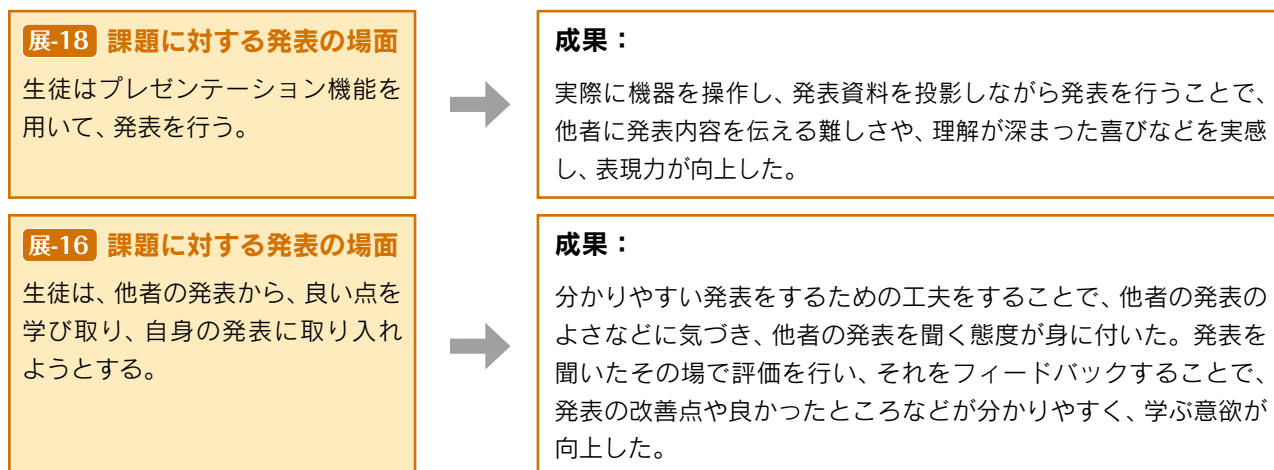 展-18 課題に対する発表の場面
生徒はプレゼンテーション機能を
用いて、発表を行う。
成果：
実際に機器を操作し、発表資料を投影しながら発表を行うことで、
他者に発表内容を伝える難しさや、理解が深まった喜びなどを実感
し、表現力が向上した。
展-16 課題に対する発表の場面
生徒は、他者の発表から、良い点を
学び取り、自身の発表に取り入れ
ようとする。
成果：
分かりやすい発表をするための工夫をすることで、他者の発表の
よさなどに気づき、他者の発表を聞く態度が身に付いた。発表を
聞いたその場で評価を行い、それをフィードバックすることで、
発表の改善点や良かったところなどが分かりやすく、学ぶ意欲が
向上した。